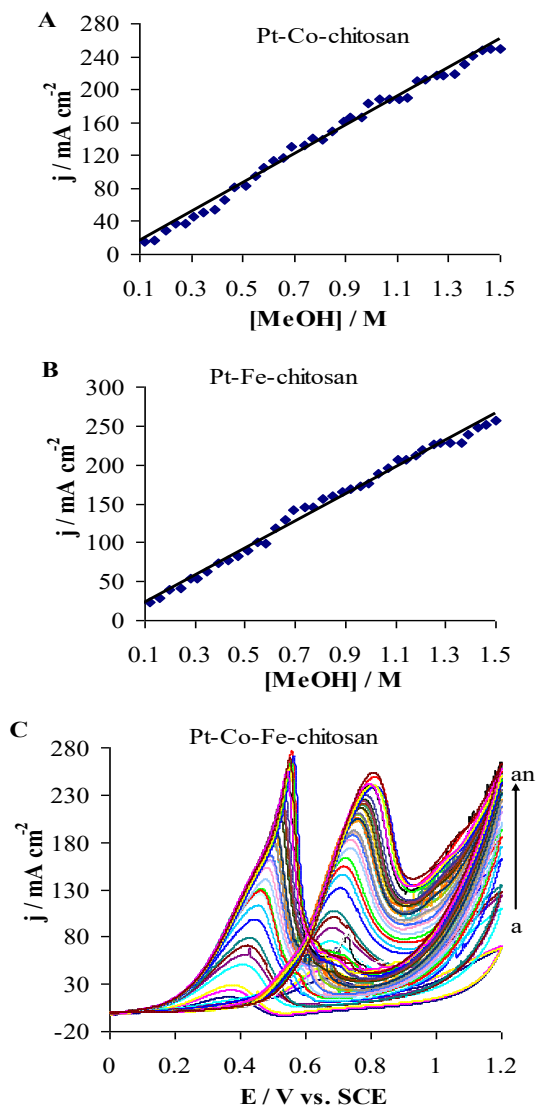 A
Pt-Co-chitosan
j / mA cm-2
280
240
200
160
120
80
40
0
0.1 0.3 0.5 0.7 0.9 1.1 1.3 1.5
[MeOH] / M
B
Pt-Fe-chitosan
j / mA cm-2
300
250
200
150
100
50
0
0.1 0.3 0.5 0.7 0.9 1.1 1.3 1.5
[MeOH] / M
C
Pt-Co-Fe-chitosan
j / mA cm-2
280
230
180
130
80
30
-20
an
a
0 0.2 0.4 0.6 0.8 1 1.2
E / V vs. SCE